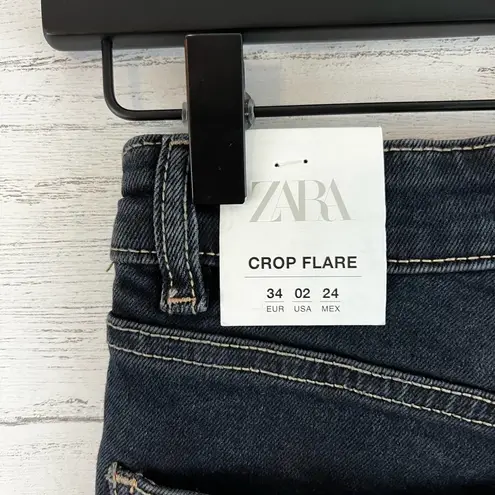 ZARA
CROP FLARE
34 02 24
EUR USA MEX